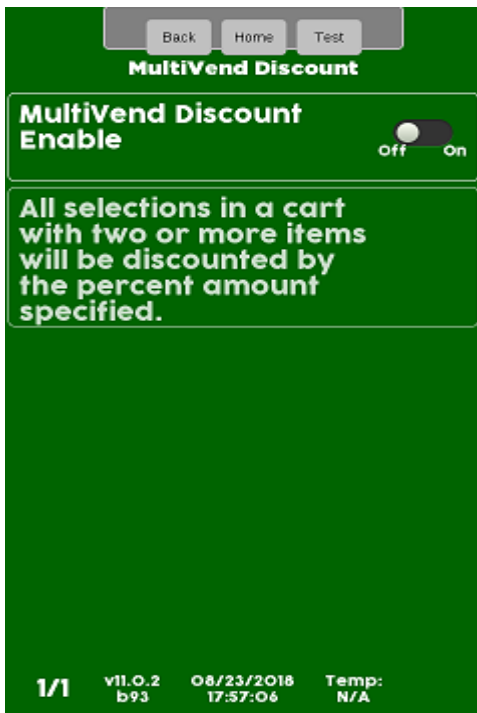 Back Home Test
MultiVend Discount
MultiVend Discount
Enable
Off On
All selections in a cart
with two or more items
will be discounted by
the percent amount
specified.
1/1 v11.0.2 08/23/2018 Temp:
b93 17:57:06 N/A